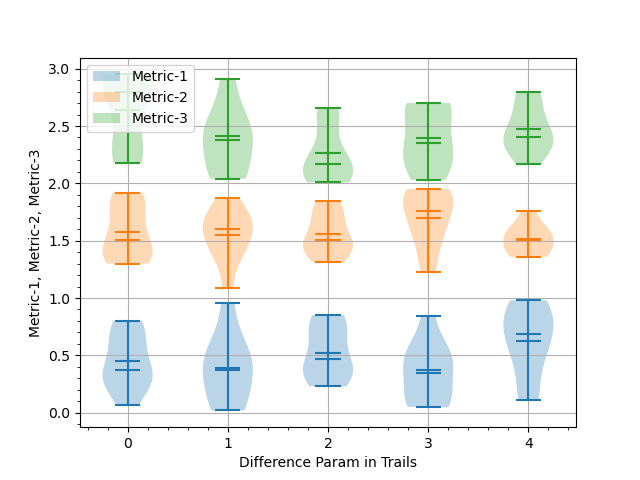 Metric-1
Metric-2
Metric-3
3.0
2.5
2.0
1.5
1.0
0.5
0.0
Metric-1, Metric-2, Metric-3
0 1 2 3 4
Difference Param in Trails